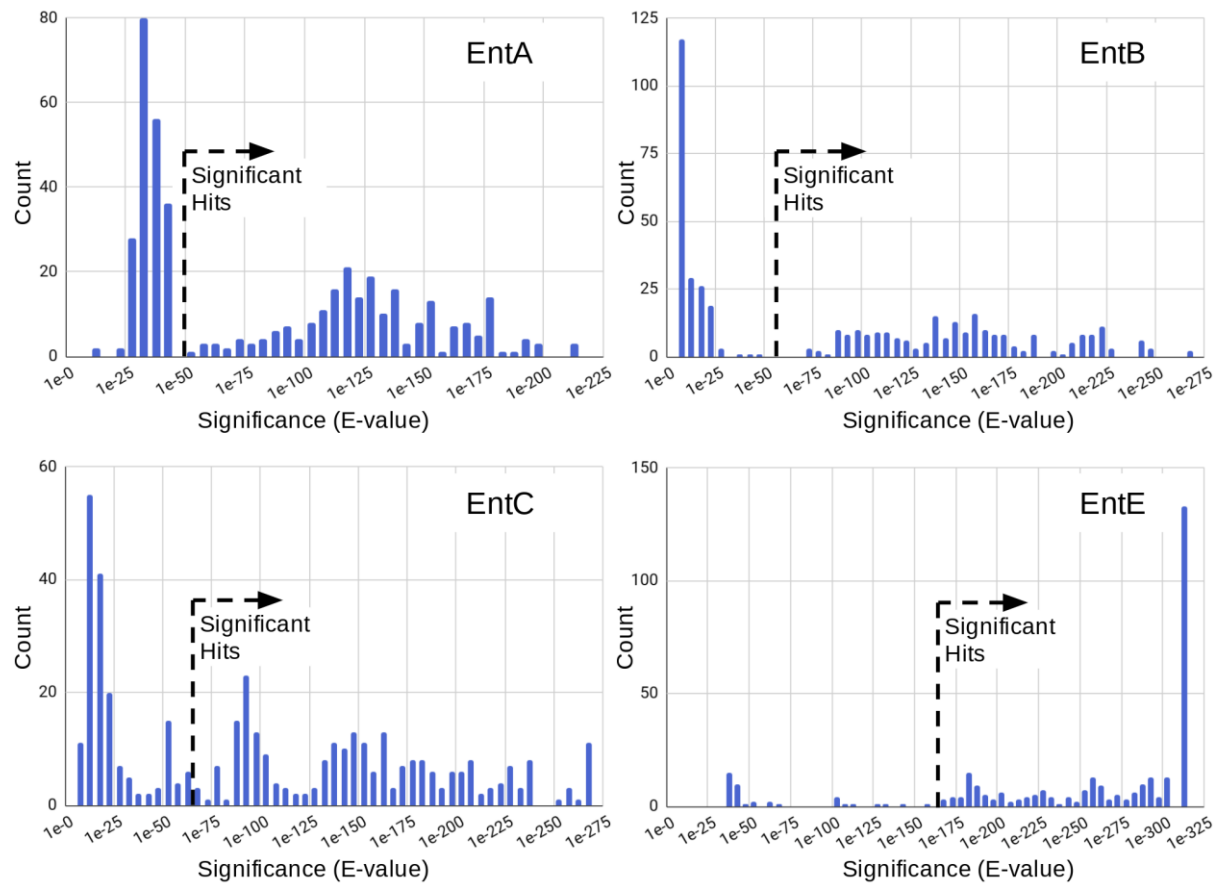 80
60
40
20
0
Count
EntA
Significant
Hits
1e-0
1e-25
1e-50
1e-75
1e-100
1e-125
1e-150
1e-175
1e-200
1e-225
Significance (E-value)
125
100
75
50
25
0
Count
EntB
Significant
Hits
1e-0
1e-25
1e-50
1e-75
1e-100
1e-125
1e-150
1e-175
1e-200
1e-225
1e-250
1e-275
Significance (E-value)
60
40
20
0
Count
EntC
Significant
Hits
1e-0
1e-25
1e-50
1e-75
1e-100
1e-125
1e-150
1e-175
1e-200
1e-225
1e-250
1e-275
Significance (E-value)
150
100
50
0
Count
EntE
Significant
Hits
1e-0
1e-25
1e-50
1e-75
1e-100
1e-125
1e-150
1e-175
1e-200
1e-225
1e-250
1e-275
1e-300
1e-325
Significance (E-value)